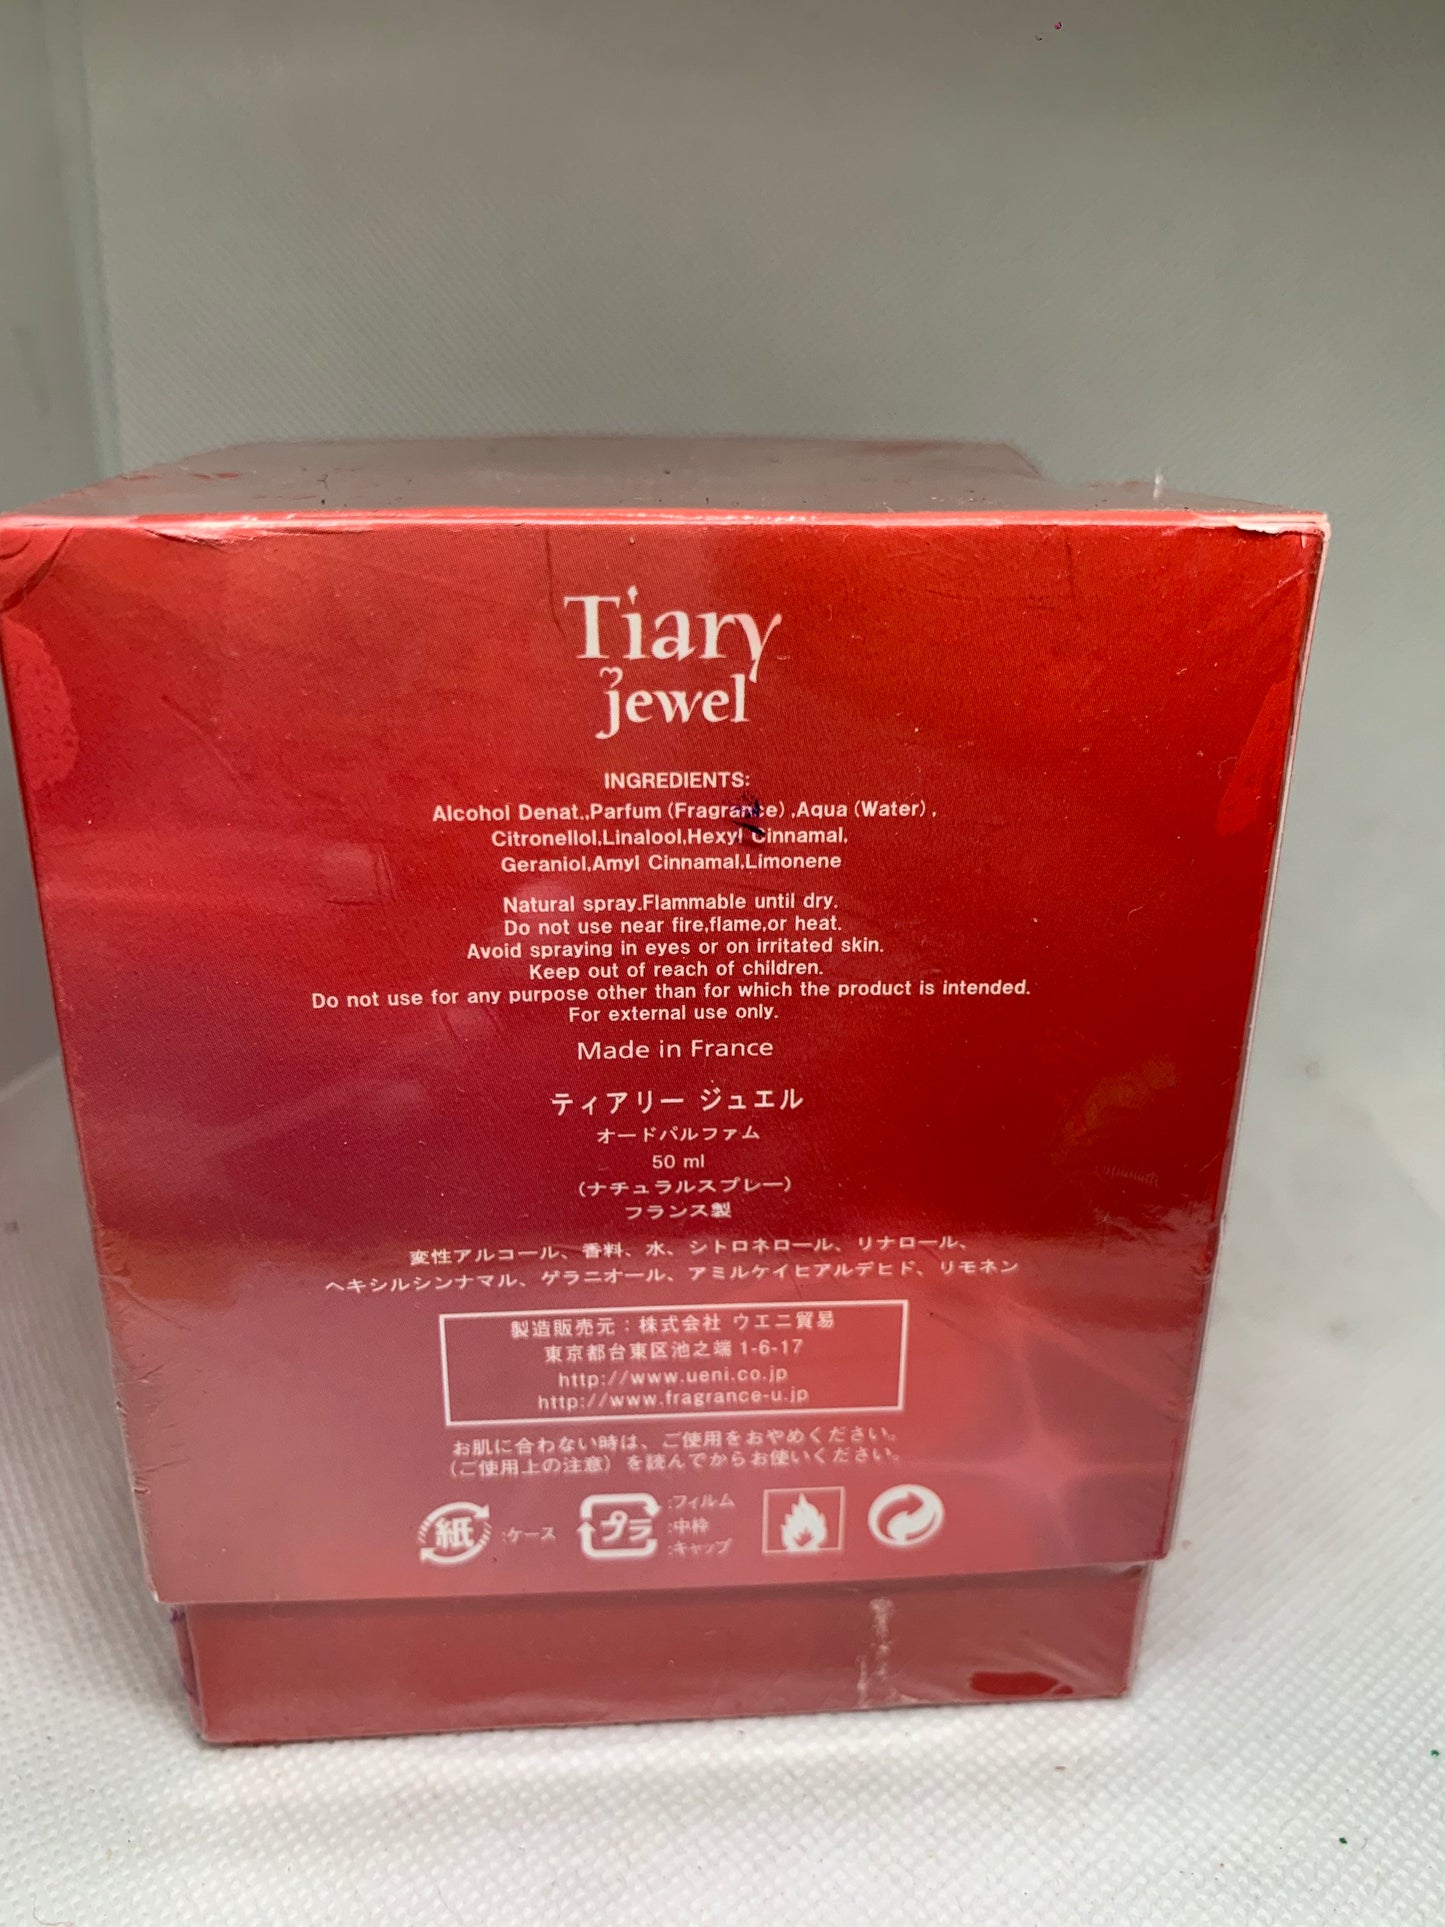 Tiary
jewel
INGREDIENTS:
Alcohol Denat.,Parfum (Fragrance) ,Aqua (Water) ,
Citronellol,Linalool,Hexyl Cinnamal,
Geraniol,Amyl Cinnamal,Limonene
Natural spray.Flammable until dry.
Do not use near fire,flame,or heat.
Avoid spraying in eyes or on irritated skin.
Keep out of reach of children.
Do not use for any purpose other than for which the product is intended.
For external use only.
Made in France
ティアリー ジュエル
オードパルファム
50 ml
(ナチュラルスプレー)
フランス製
変性アルコール、香料、水、シトロネロール、リナロール、
ヘキシルシンナマル、ゲラニオール、アミルケイヒアルデヒド、リモネン
製造販売元:株式会社 ウエニ貿易
東京都台東区池之端 1-6-17
http://www.ueni.co.jp
http://www.fragrance-u.jp
お肌に合わない時は、ご使用をおやめください。
(ご使用上の注意)を読んでからお使いください。
紙 :ケース
プラ :フィルム
:中枠
:キャップ